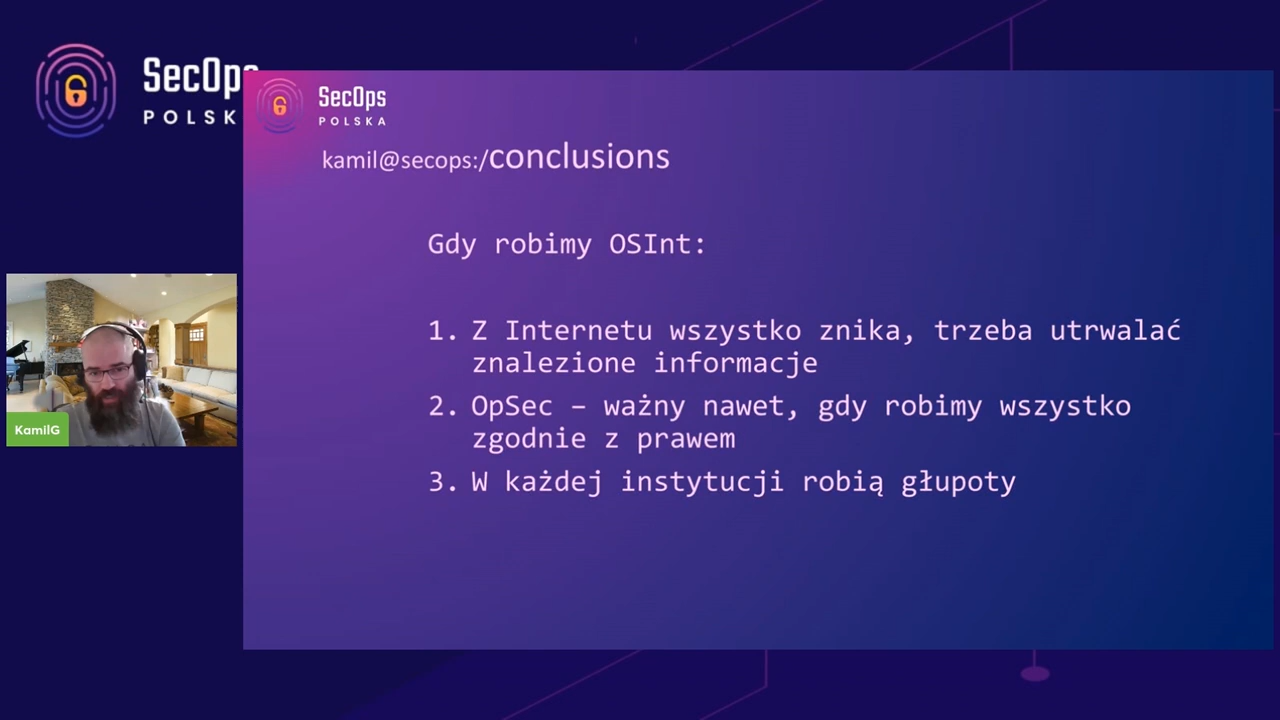 SecOps
POLSK
SecOps
POLSKA
kamil@secops:/conclusions
Gdy robimy OSInt:
1. Z Internetu wszystko znika, trzeba utrwalać
znalezione informacje
2. OpSec – ważny nawet, gdy robimy wszystko
zgodnie z prawem
3. W każdej instytucji robią głupoty
KamilG